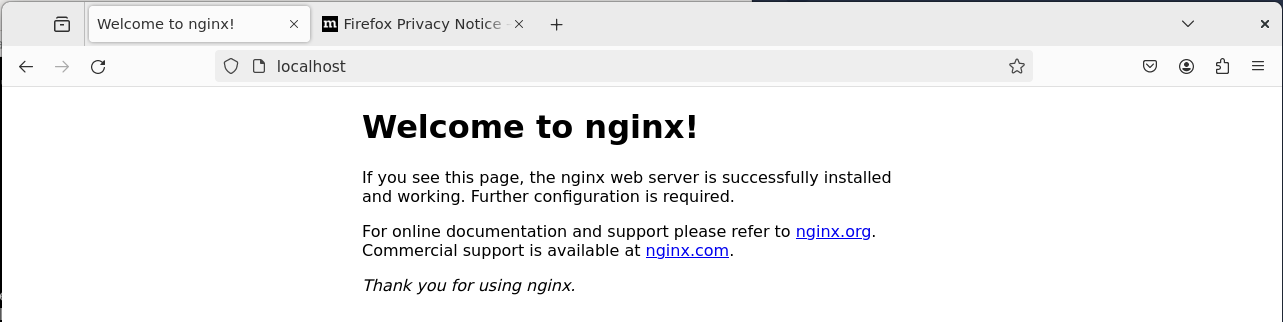 Welcome to nginx!
Firefox Privacy Notice
localhost
Welcome to nginx!
If you see this page, the nginx web server is successfully installed
and working. Further configuration is required.
For online documentation and support please refer to nginx.org.
Commercial support is available at nginx.com.
Thank you for using nginx.